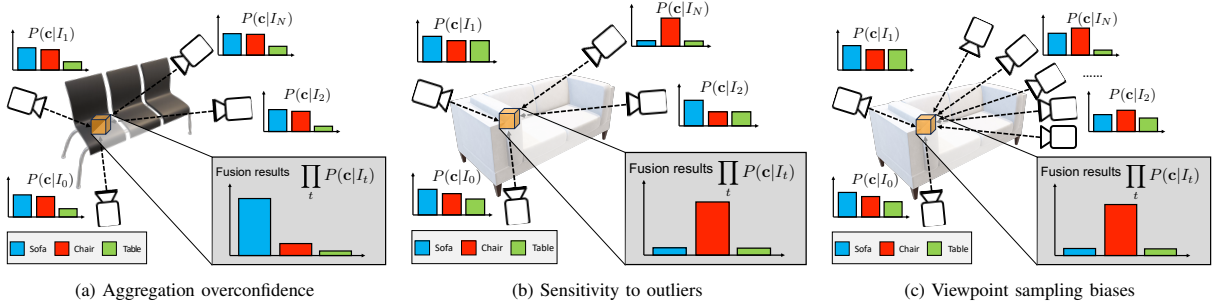 P(c|I_1)
P(c|I_N)
P(c|I_2)
P(c|I_0)
Fusion results ∏_t P(c|I_t)
Sofa Chair Table
(a) Aggregation overconfidence
P(c|I_1)
P(c|I_N)
P(c|I_2)
P(c|I_0)
Fusion results ∏_t P(c|I_t)
Sofa Chair Table
(b) Sensitivity to outliers
P(c|I_1)
P(c|I_N)
......
P(c|I_2)
P(c|I_0)
Fusion results ∏_t P(c|I_t)
Sofa Chair Table
(c) Viewpoint sampling biases